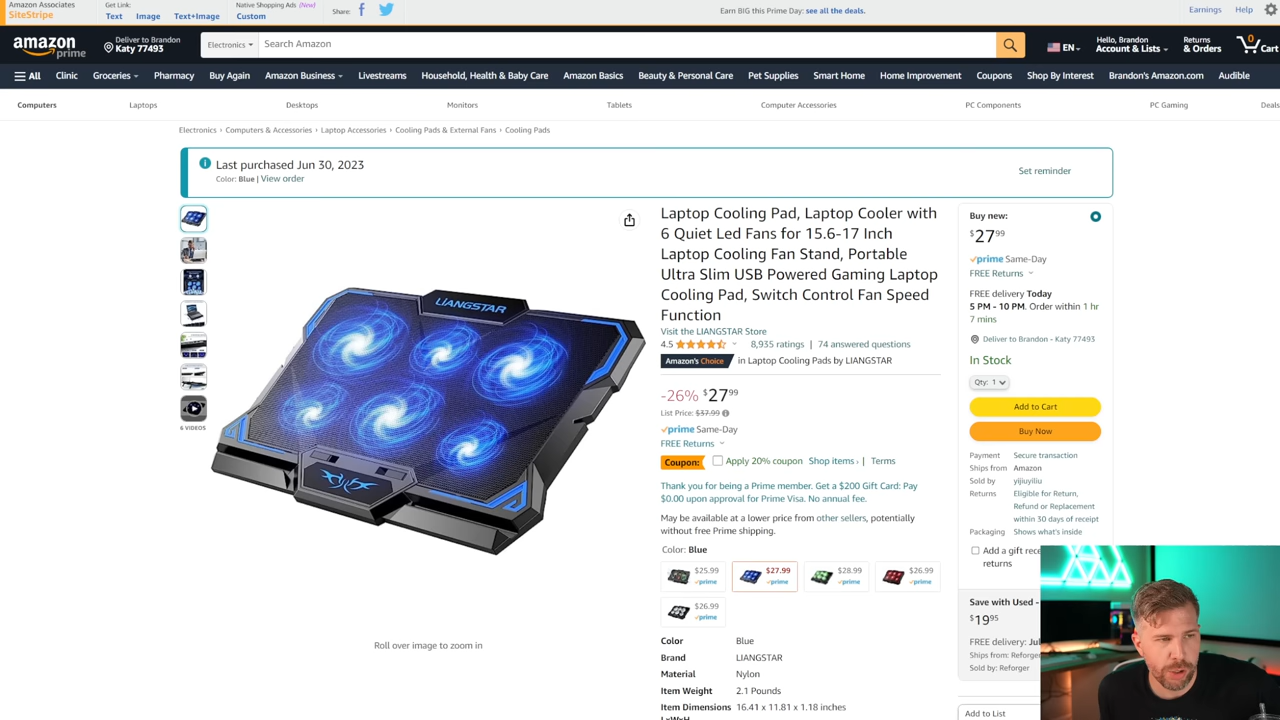 Amazon Associates
SiteStripe
Get Link:
Text Image Text+Image
Native Shopping Ads (New)
Custom
Share:
Earn BIG this Prime Day: see all the deals.
Earnings Help
amazon prime
Deliver to Brandon
Katy 77493
Electronics
Search Amazon
EN
Hello, Brandon
Account & Lists
Returns
& Orders
0
Cart
All Clinic Groceries Pharmacy Buy Again Amazon Business Livestreams Household, Health & Baby Care Amazon Basics Beauty & Personal Care Pet Supplies Smart Home Home Improvement Coupons Shop By Interest Brandon's Amazon.com Audible
Computers Laptops Desktops Monitors Tablets Computer Accessories PC Components PC Gaming Deals
Electronics › Computers & Accessories › Laptop Accessories › Cooling Pads & External Fans › Cooling Pads
Last purchased Jun 30, 2023
Color: Blue | View order
Set reminder
6 VIDEOS
LIANGSTAR
Roll over image to zoom in
Laptop Cooling Pad, Laptop Cooler with
6 Quiet Led Fans for 15.6-17 Inch
Laptop Cooling Fan Stand, Portable
Ultra Slim USB Powered Gaming Laptop
Cooling Pad, Switch Control Fan Speed
Function
Visit the LIANGSTAR Store
4.5 8,935 ratings | 74 answered questions
Amazon's Choice in Laptop Cooling Pads by LIANGSTAR
-26% $27 99
List Price: $37.99
prime Same-Day
FREE Returns
Coupon: Apply 20% coupon Shop items › | Terms
Thank you for being a Prime member. Get a $200 Gift Card: Pay
$0.00 upon approval for Prime Visa. No annual fee.
May be available at a lower price from other sellers, potentially
without free Prime shipping.
Color: Blue
$25.99 prime
$27.99 prime
$28.99 prime
$26.99 prime
$26.99 prime
Color Blue
Brand LIANGSTAR
Material Nylon
Item Weight 2.1 Pounds
Item Dimensions 16.41 x 11.81 x 1.18 inches
LxWxH
Buy new:
$27 99
prime Same-Day
FREE Returns
FREE delivery Today
5 PM - 10 PM. Order within 1 hr
7 mins
Deliver to Brandon - Katy 77493
In Stock
Qty: 1
Add to Cart
Buy Now
Payment Secure transaction
Ships from Amazon
Sold by yijiuyiliu
Returns Eligible for Return,
Refund or Replacement
within 30 days of receipt
Packaging Shows what's inside
Add a gift rece
returns
Save with Used -
$19 95
FREE delivery: Jul
Ships from: Reforger
Sold by: Reforger
Add to List